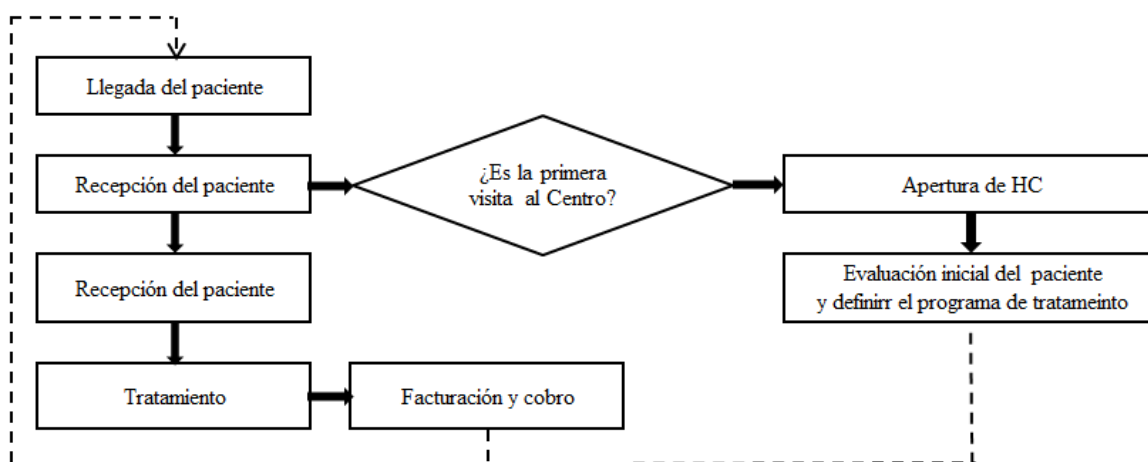 Llegada del paciente
Recepción del paciente
¿Es la primera
visita al Centro?
Apertura de HC
Recepción del paciente
Evaluación inicial del paciente
y definirr el programa de tratameinto
Tratamiento
Facturación y cobro